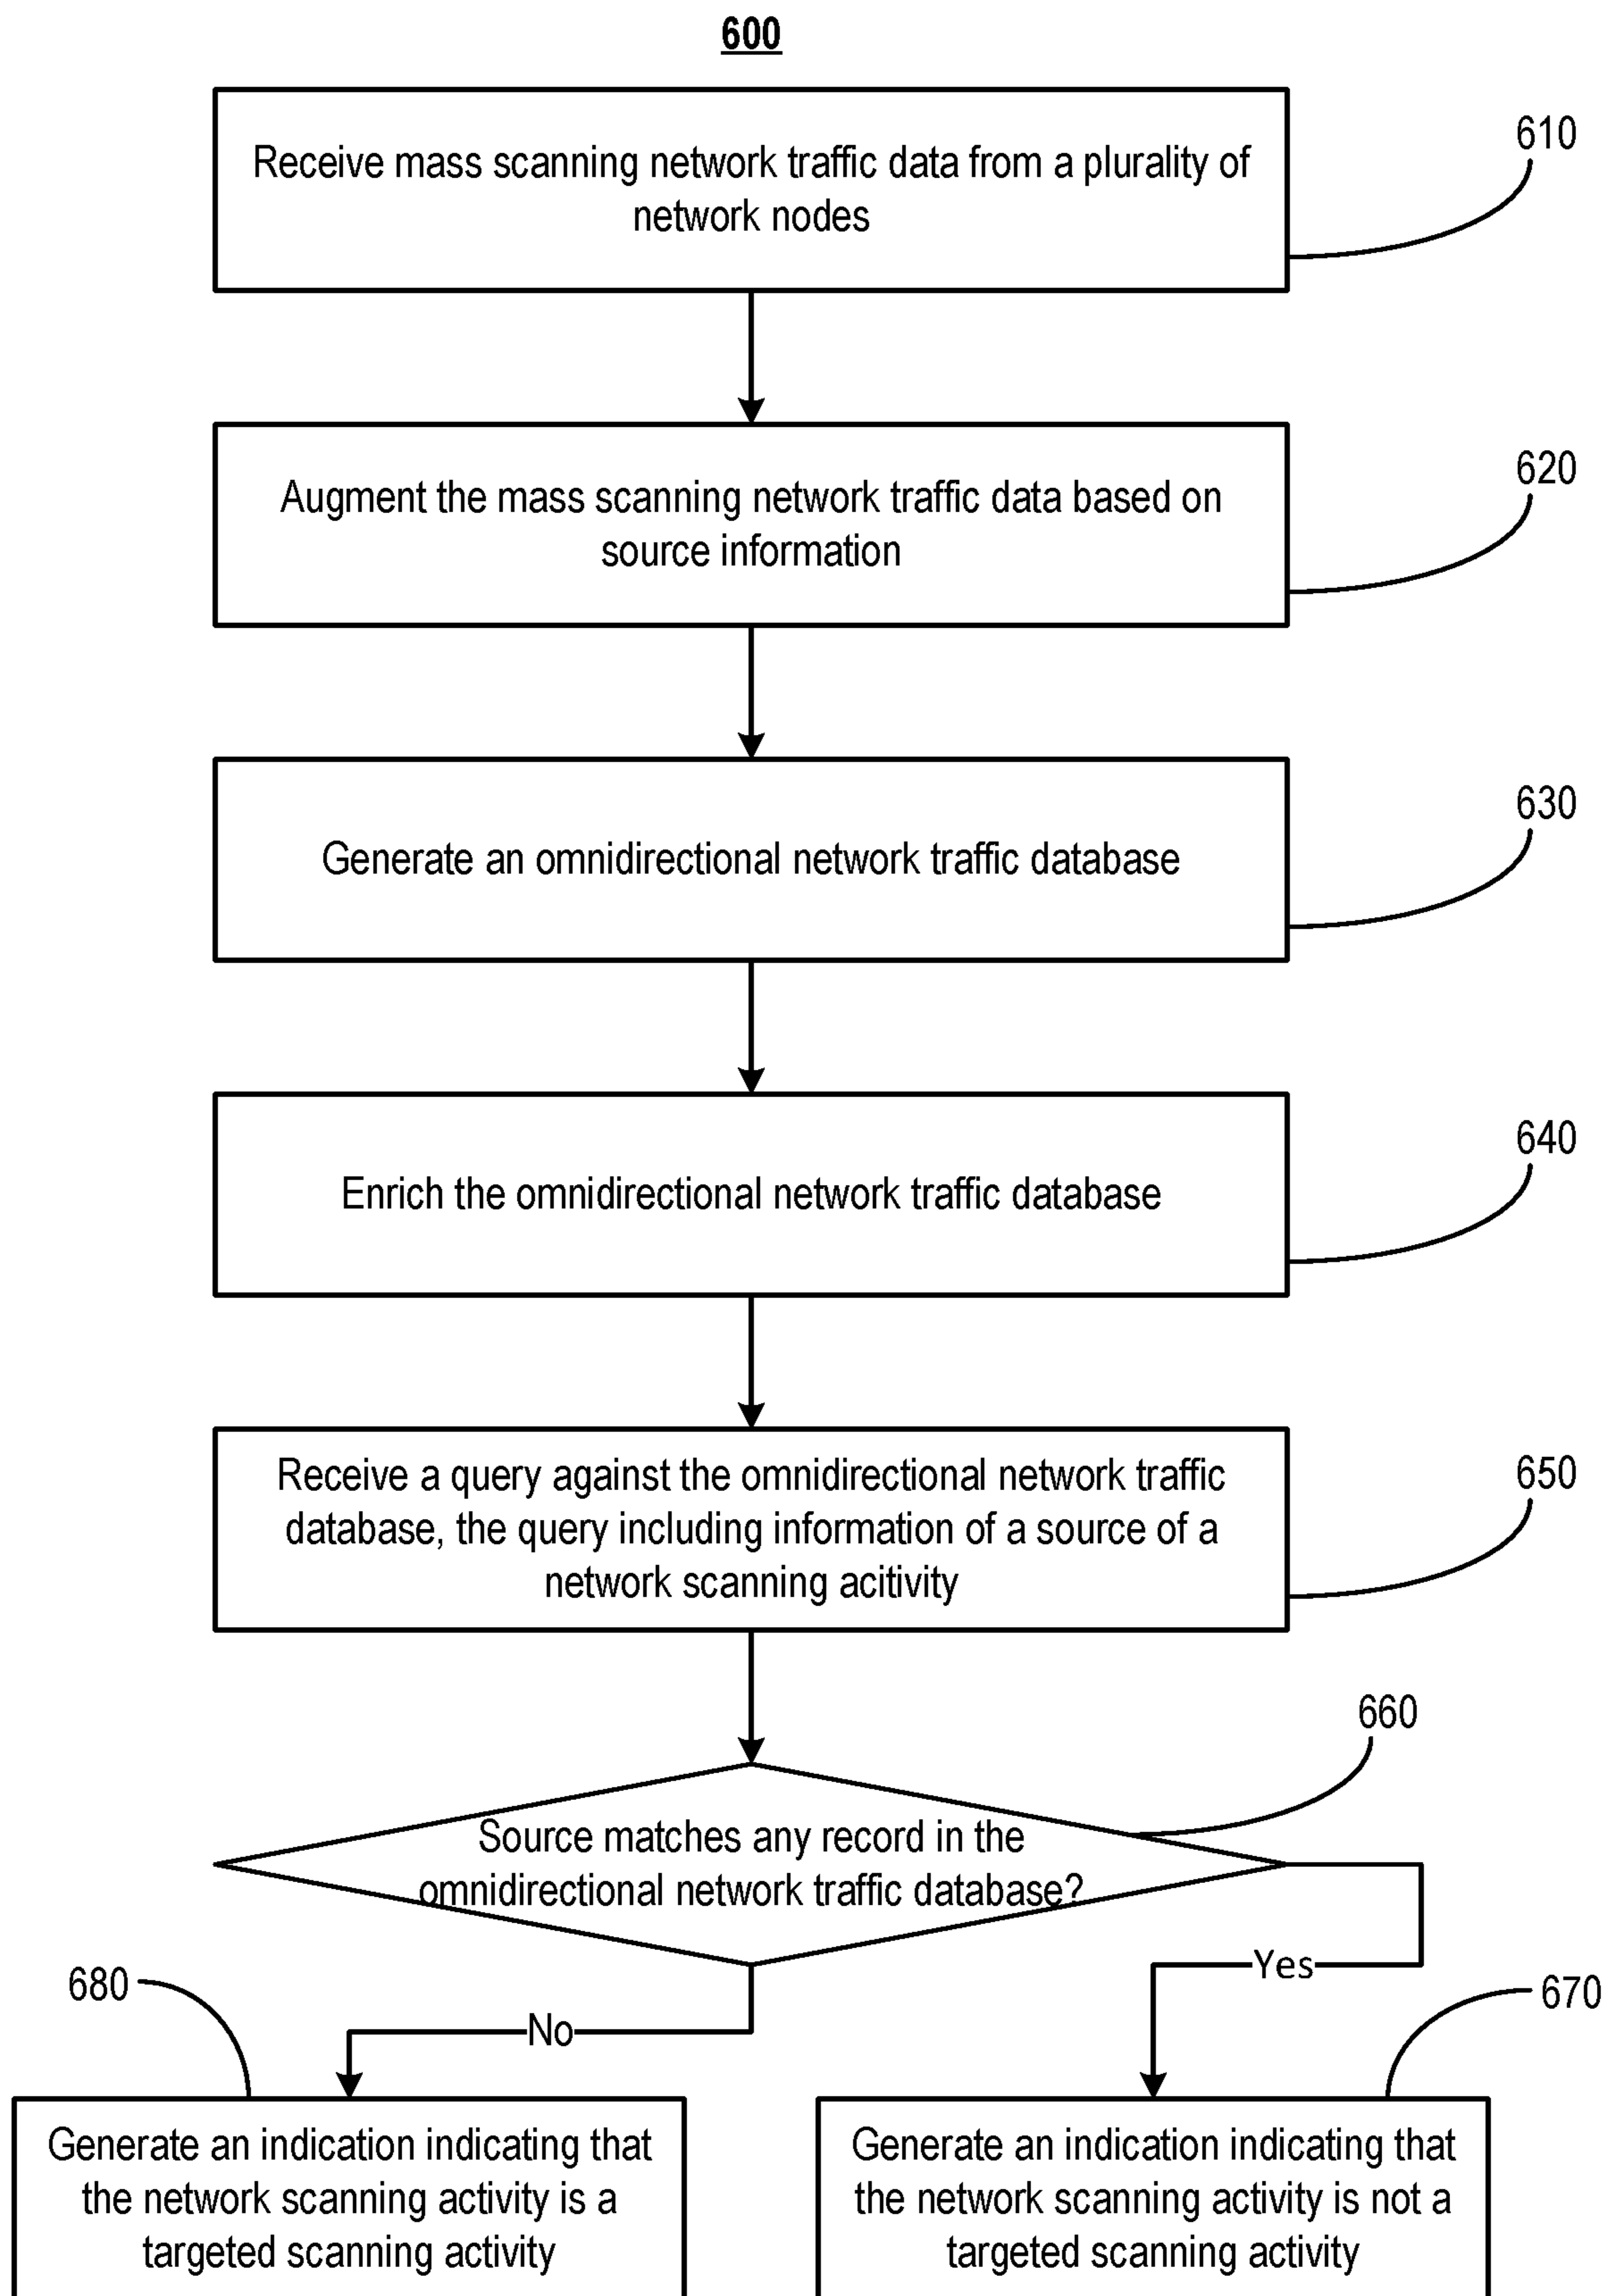 600
Receive mass scanning network traffic data from a plurality of
network nodes
610
Augment the mass scanning network traffic data based on
source information
620
Generate an omnidirectional network traffic database
630
Enrich the omnidirectional network traffic database
640
Receive a query against the omnidirectional network traffic
database, the query including information of a source of a
network scanning acitivity
650
660
Source matches any record in the
omnidirectional network traffic database?
Yes
No
680
670
Generate an indication indicating that
the network scanning activity is a
targeted scanning activity
Generate an indication indicating that
the network scanning activity is not a
targeted scanning activity